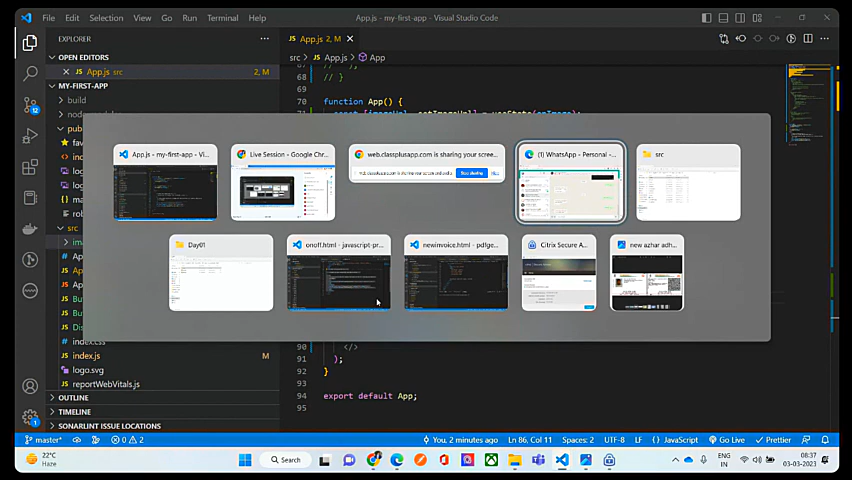 File Edit Selection View Go Run Terminal Help
App.js - my-first-app - Visual Studio Code
EXPLORER
OPEN EDITORS
App.js src 2, M
MY-FIRST-APP
build
JS App.js 2, M
src > JS App.js > App
68 // }
69
70 function App() {
App.js - my-first-app - Vi...
Live Session - Google Chr...
web.classplusapp.com is sharing your scree...
Stop sharing
Hide
(1) WhatsApp - Personal -...
src
Day01
onoff.html - javascript-pr...
newinvoice.html - pdfge...
Citrix Secure A...
new azhar adh...
src
index.css
index.js M
logo.svg
reportWebVitals.js
OUTLINE
TIMELINE
SONARLINT ISSUE LOCATIONS
90 </>
91 );
92 }
93
94 export default App;
95
master* 0 2
You, 2 minutes ago Ln 86, Col 11 Spaces: 2 UTF-8 LF {} JavaScript Go Live Prettier
22°C
Haze
Search
ENG
IN
08:37
03-03-2023